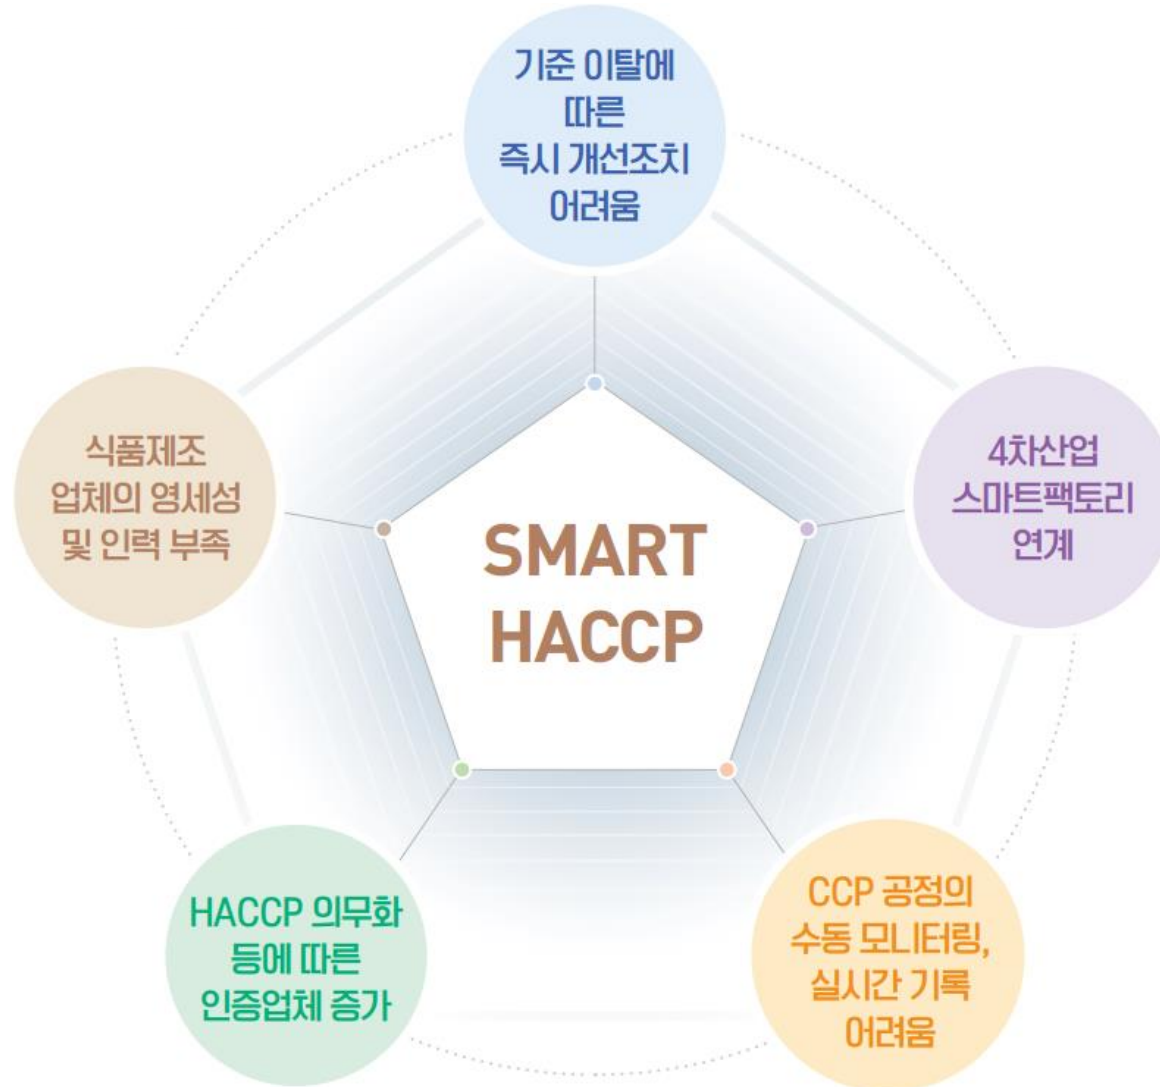 기준 이탈에
따른
즉시 개선조치
어려움
식품제조
업체의 영세성
및 인력 부족
4차산업
스마트팩토리
연계
SMART
HACCP
HACCP 의무화
등에 따른
인증업체 증가
CCP 공정의
수동 모니터링,
실시간 기록
어려움